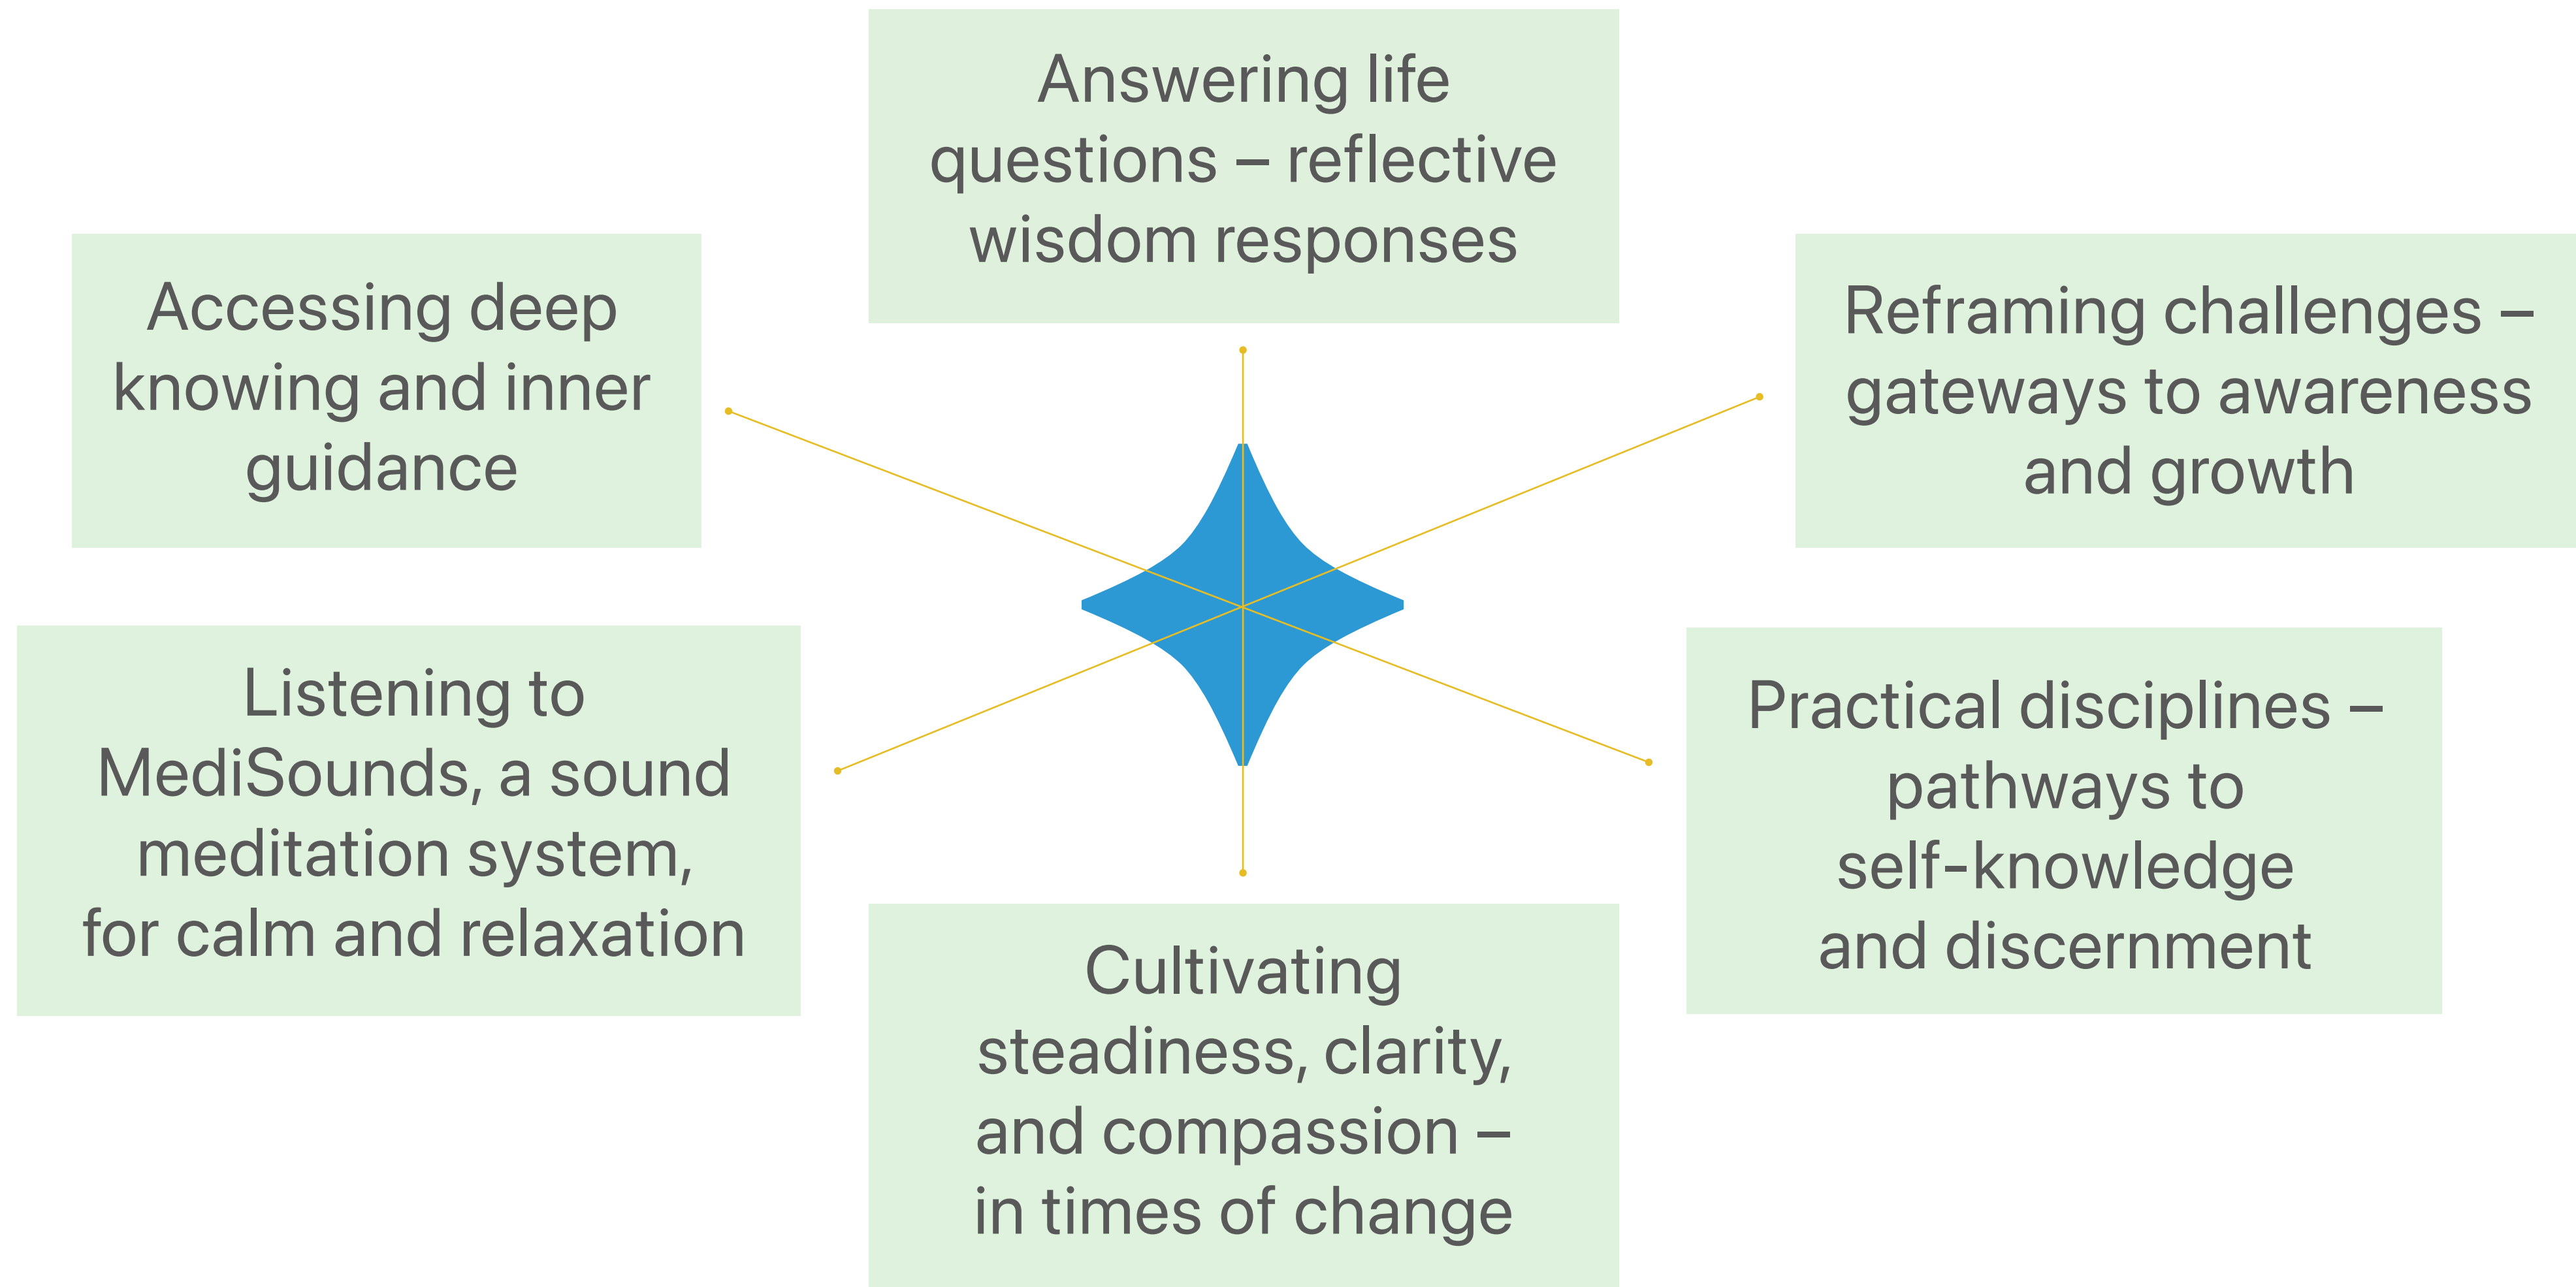 Answering life
questions – reflective
wisdom responses
Accessing deep
knowing and inner
guidance
Reframing challenges –
gateways to awareness
and growth
Listening to
MediSounds, a sound
meditation system,
for calm and relaxation
Practical disciplines –
pathways to
self-knowledge
and discernment
Cultivating
steadiness, clarity,
and compassion –
in times of change